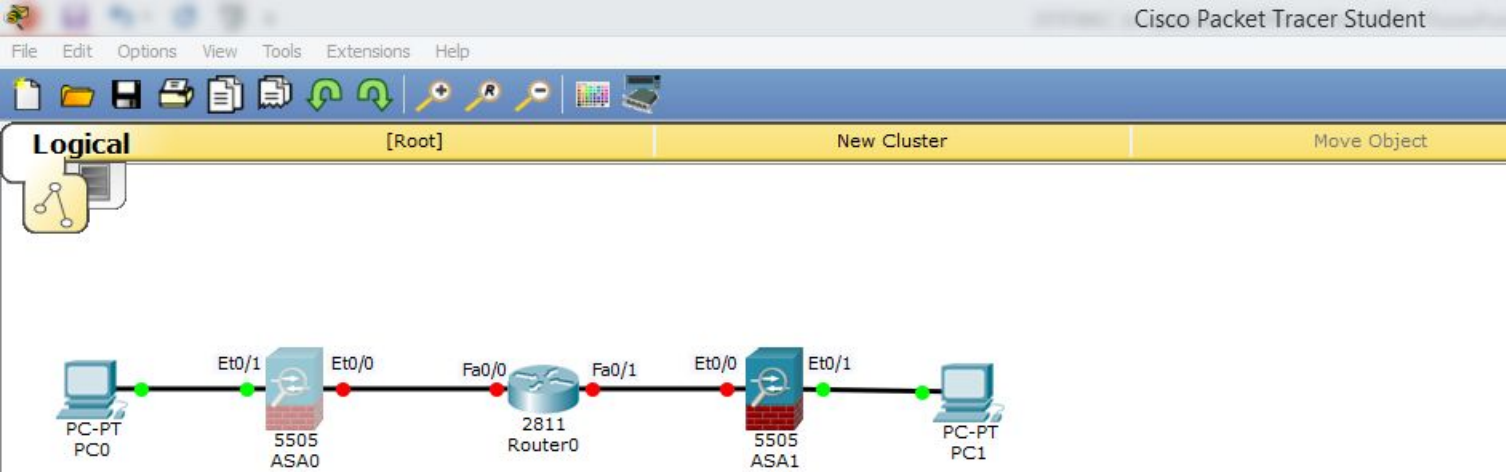 Cisco Packet Tracer Student
File Edit Options View Tools Extensions Help
Logical [Root] New Cluster Move Object
Et0/1 Et0/0 Fa0/0 Fa0/1 Et0/0 Et0/1
PC-PT
PC0
5505
ASA0
2811
Router0
5505
ASA1
PC-PT
PC1